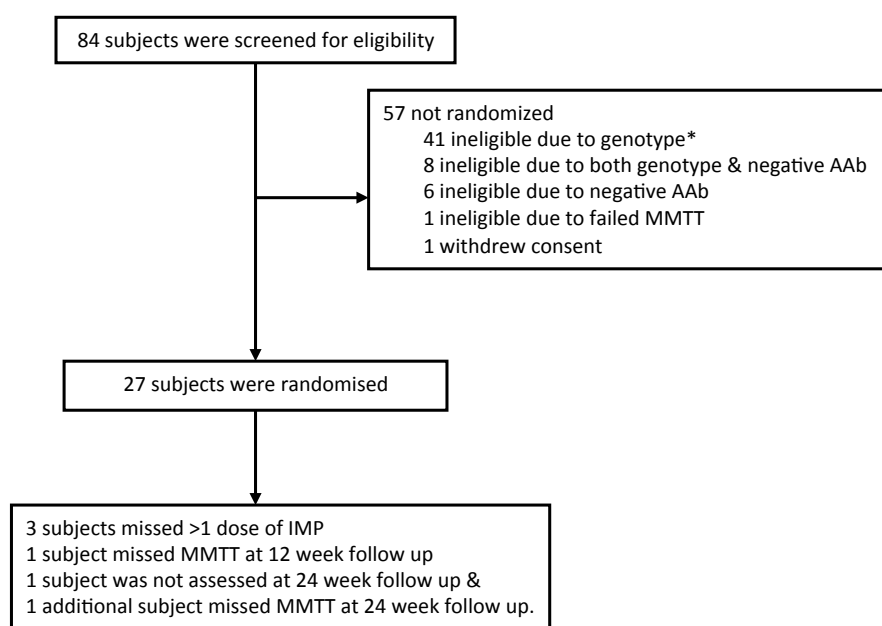 84 subjects were screened for eligibility
57 not randomized
41 ineligible due to genotype*
8 ineligible due to both genotype & negative AAb
6 ineligible due to negative AAb
1 ineligible due to failed MMTT
1 withdrew consent
27 subjects were randomised
3 subjects missed >1 dose of IMP
1 subject missed MMTT at 12 week follow up
1 subject was not assessed at 24 week follow up &
1 additional subject missed MMTT at 24 week follow up.